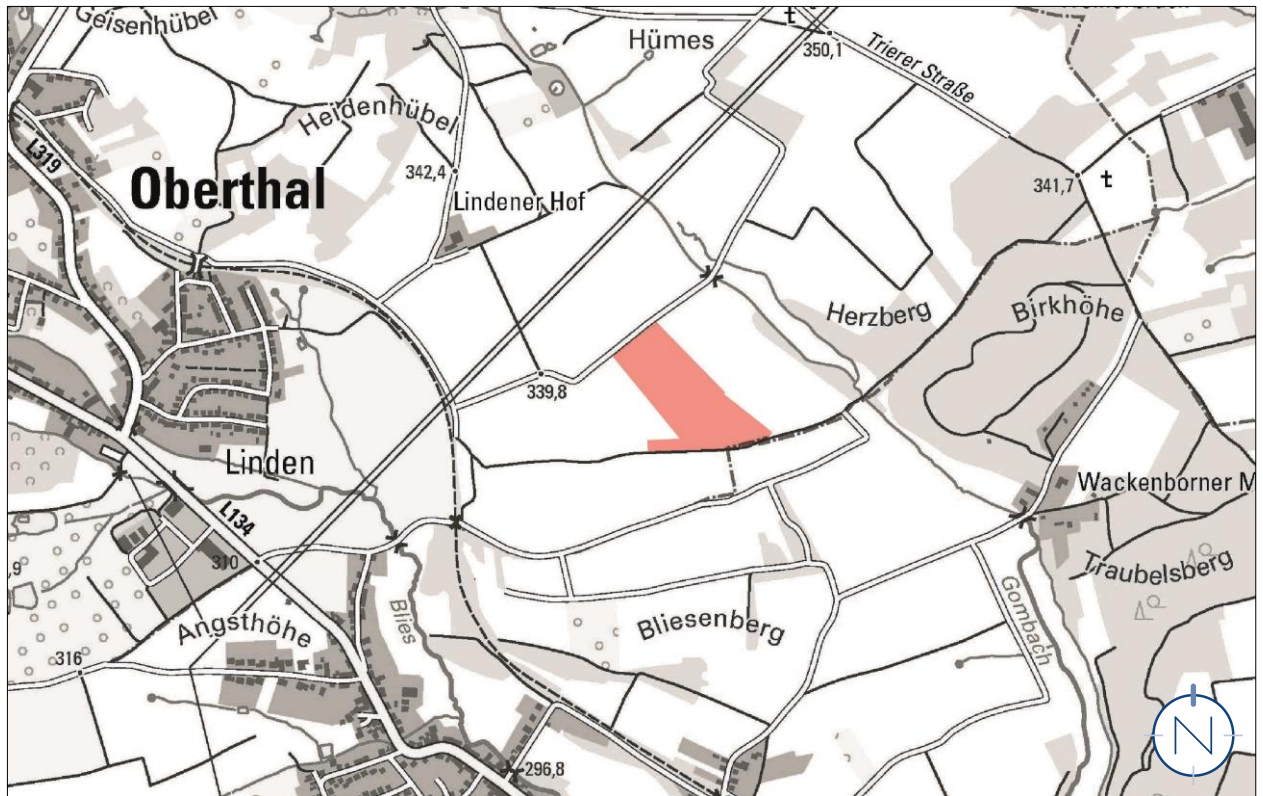 Geisenhübel
Hümes
350,1
Trierer Straße
Heidenhübel
L319
Oberthal
342,4
Lindener Hof
341,7
Herzberg
Birkhöhe
339,8
Linden
Wackenborner M
L134
310
,9
Traubelsberg
Angsthöhe
Blies
Bliesenberg
Gombach
316
296,8
N